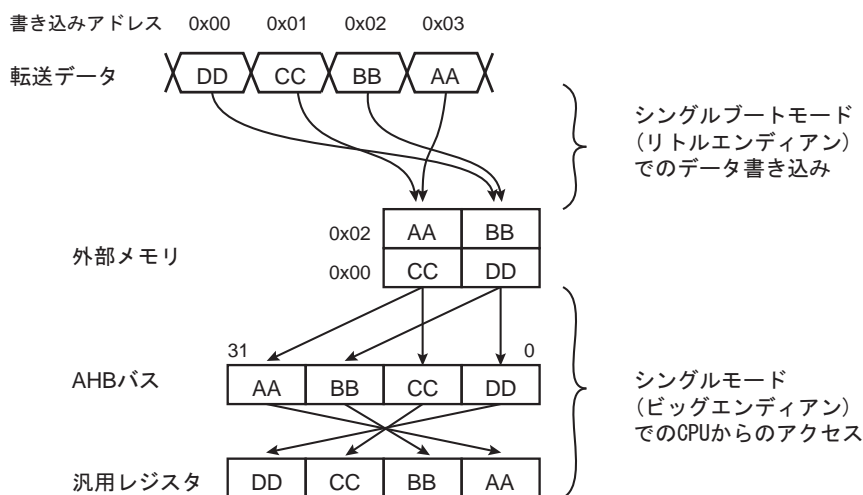 書き込みアドレス 0x00 0x01 0x02 0x03
転送データ DD CC BB AA
シングルブートモード
(リトルエンディアン)
でのデータ書き込み
外部メモリ
0x02 AA BB
0x00 CC DD
31 0
AHBバス AA BB CC DD
シングルモード
(ビッグエンディアン)
でのCPUからのアクセス
汎用レジスタ DD CC BB AA